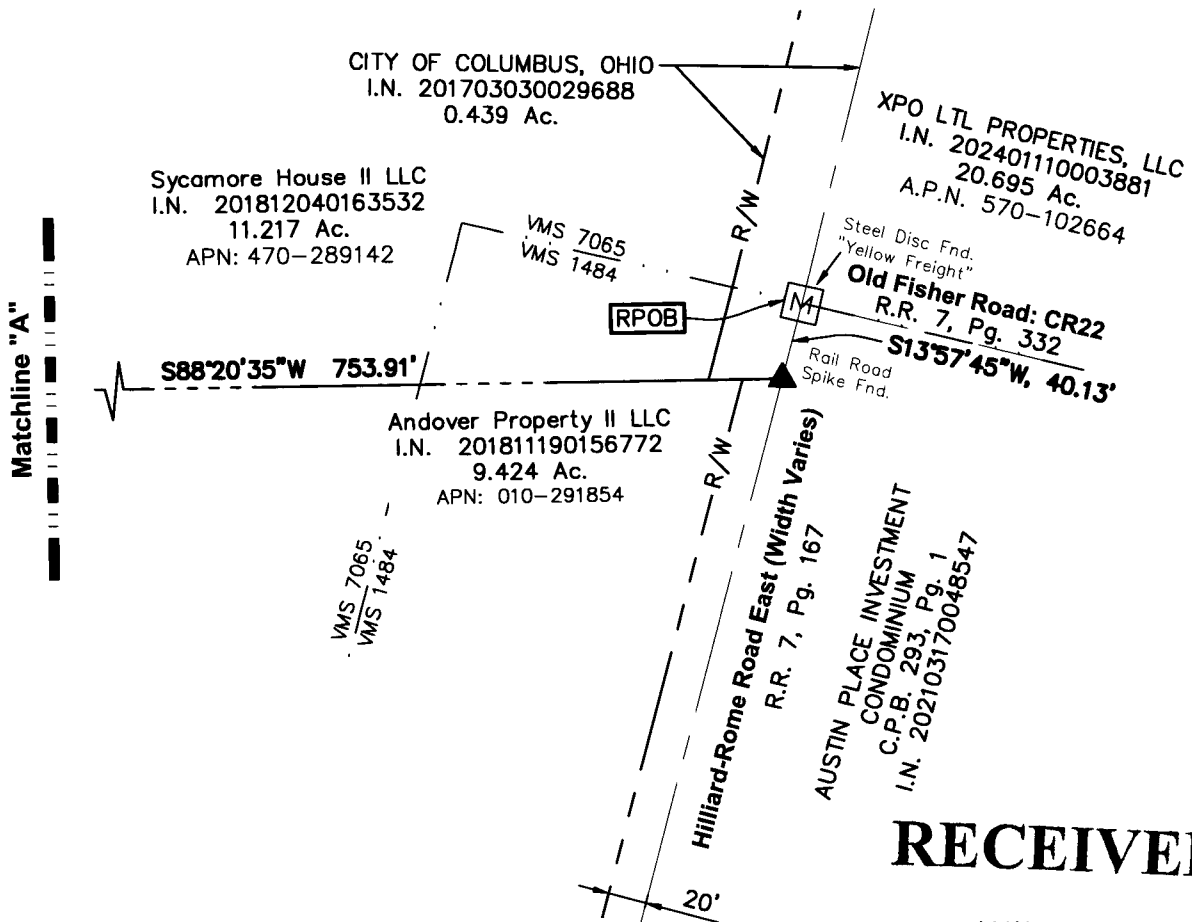 CITY OF COLUMBUS, OHIO
I.N. 201703030029688
0.439 Ac.
XPO LTL PROPERTIES, LLC
I.N. 202401110003881
20.695 Ac.
A.P.N. 570-102664
Sycamore House II LLC
I.N. 201812040163532
11.217 Ac.
APN: 470-289142
VMS 7065
VMS 1484
R/W
Steel Disc Fnd.
"Yellow Freight"
M
Old Fisher Road: CR22
R.R. 7, Pg. 332
RPOB
S13°57'45"W, 40.13'
Rail Road
Spike Fnd.
Matchline "A"
S88°20'35"W 753.91'
Andover Property II LLC
I.N. 201811190156772
9.424 Ac.
APN: 010-291854
R/W
VMS 7065
VMS 1484
Hilliard-Rome Road East (Width Varies)
R.R. 7, Pg. 167
AUSTIN PLACE INVESTMENT
CONDOMINIUM
C.P.B. 293, Pg. 1
I.N. 202103170048547
20'